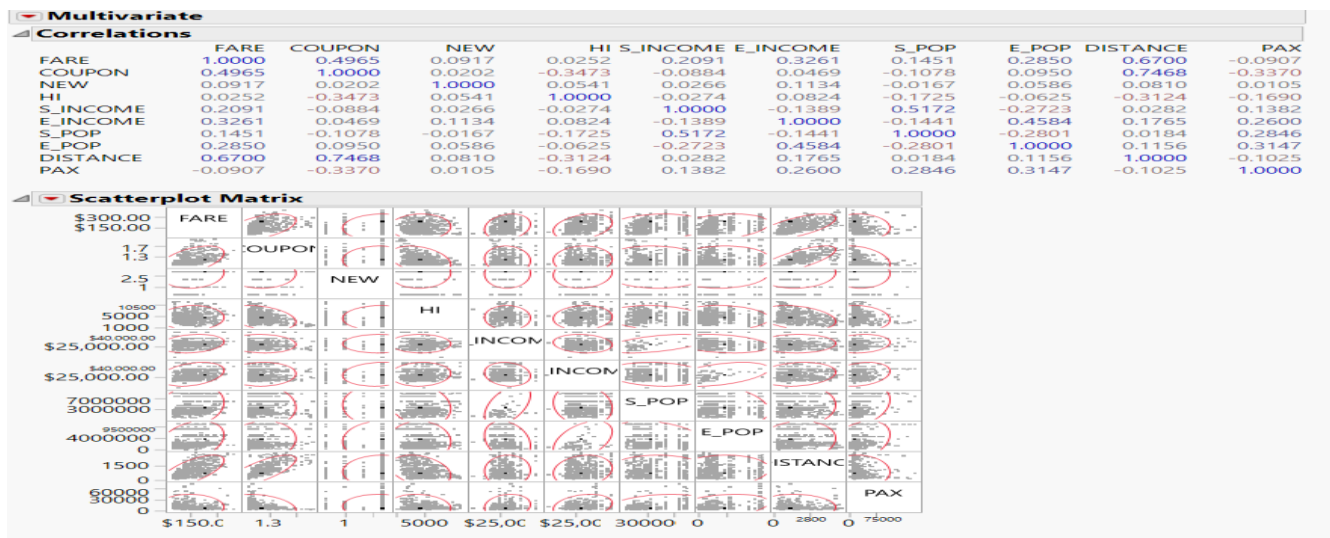 Multivariate
Correlations
FARE COUPON NEW HI S_INCOME E_INCOME S_POP E_POP DISTANCE PAX
FARE 1.0000 0.4965 0.0917 0.0252 0.2091 0.3261 0.1451 0.2850 0.6700 -0.0907
COUPON 0.4965 1.0000 0.0202 -0.3473 -0.0884 0.0469 -0.1078 0.0950 0.7468 -0.3370
NEW 0.0917 0.0202 1.0000 0.0541 0.0266 0.1134 -0.0167 0.0586 0.0810 0.0105
HI 0.0252 -0.3473 0.0541 1.0000 -0.0274 0.0824 -0.1725 -0.0625 -0.3124 -0.1690
S_INCOME 0.2091 -0.0884 0.0266 -0.0274 1.0000 -0.1389 0.5172 -0.2723 0.0282 0.1382
E_INCOME 0.3261 0.0469 0.1134 0.0824 -0.1389 1.0000 -0.1441 0.4584 0.1765 0.2600
S_POP 0.1451 -0.1078 -0.0167 -0.1725 0.5172 -0.1441 1.0000 -0.2801 0.0184 0.2846
E_POP 0.2850 0.0950 0.0586 -0.0625 -0.2723 0.4584 -0.2801 1.0000 0.1156 0.3147
DISTANCE 0.6700 0.7468 0.0810 -0.3124 0.0282 0.1765 0.0184 0.1156 1.0000 -0.1025
PAX -0.0907 -0.3370 0.0105 -0.1690 0.1382 0.2600 0.2846 0.3147 -0.1025 1.0000
Scatterplot Matrix
$300.00 FARE
$150.00
1.7
1.3 COUPON
2.5 NEW
1
10500 HI
5000
1000
$40,000.00 _INCOM
$25,000.00
$40,000.00 _INCOM
$25,000.00
7000000 S_POP
3000000
9500000 E_POP
4000000
0
1500 ISTANC
0
60000 PAX
30000
0
$150.0 1.3 1 5000 $25,0C $25,0C 30000 0 0 2800 0 75000